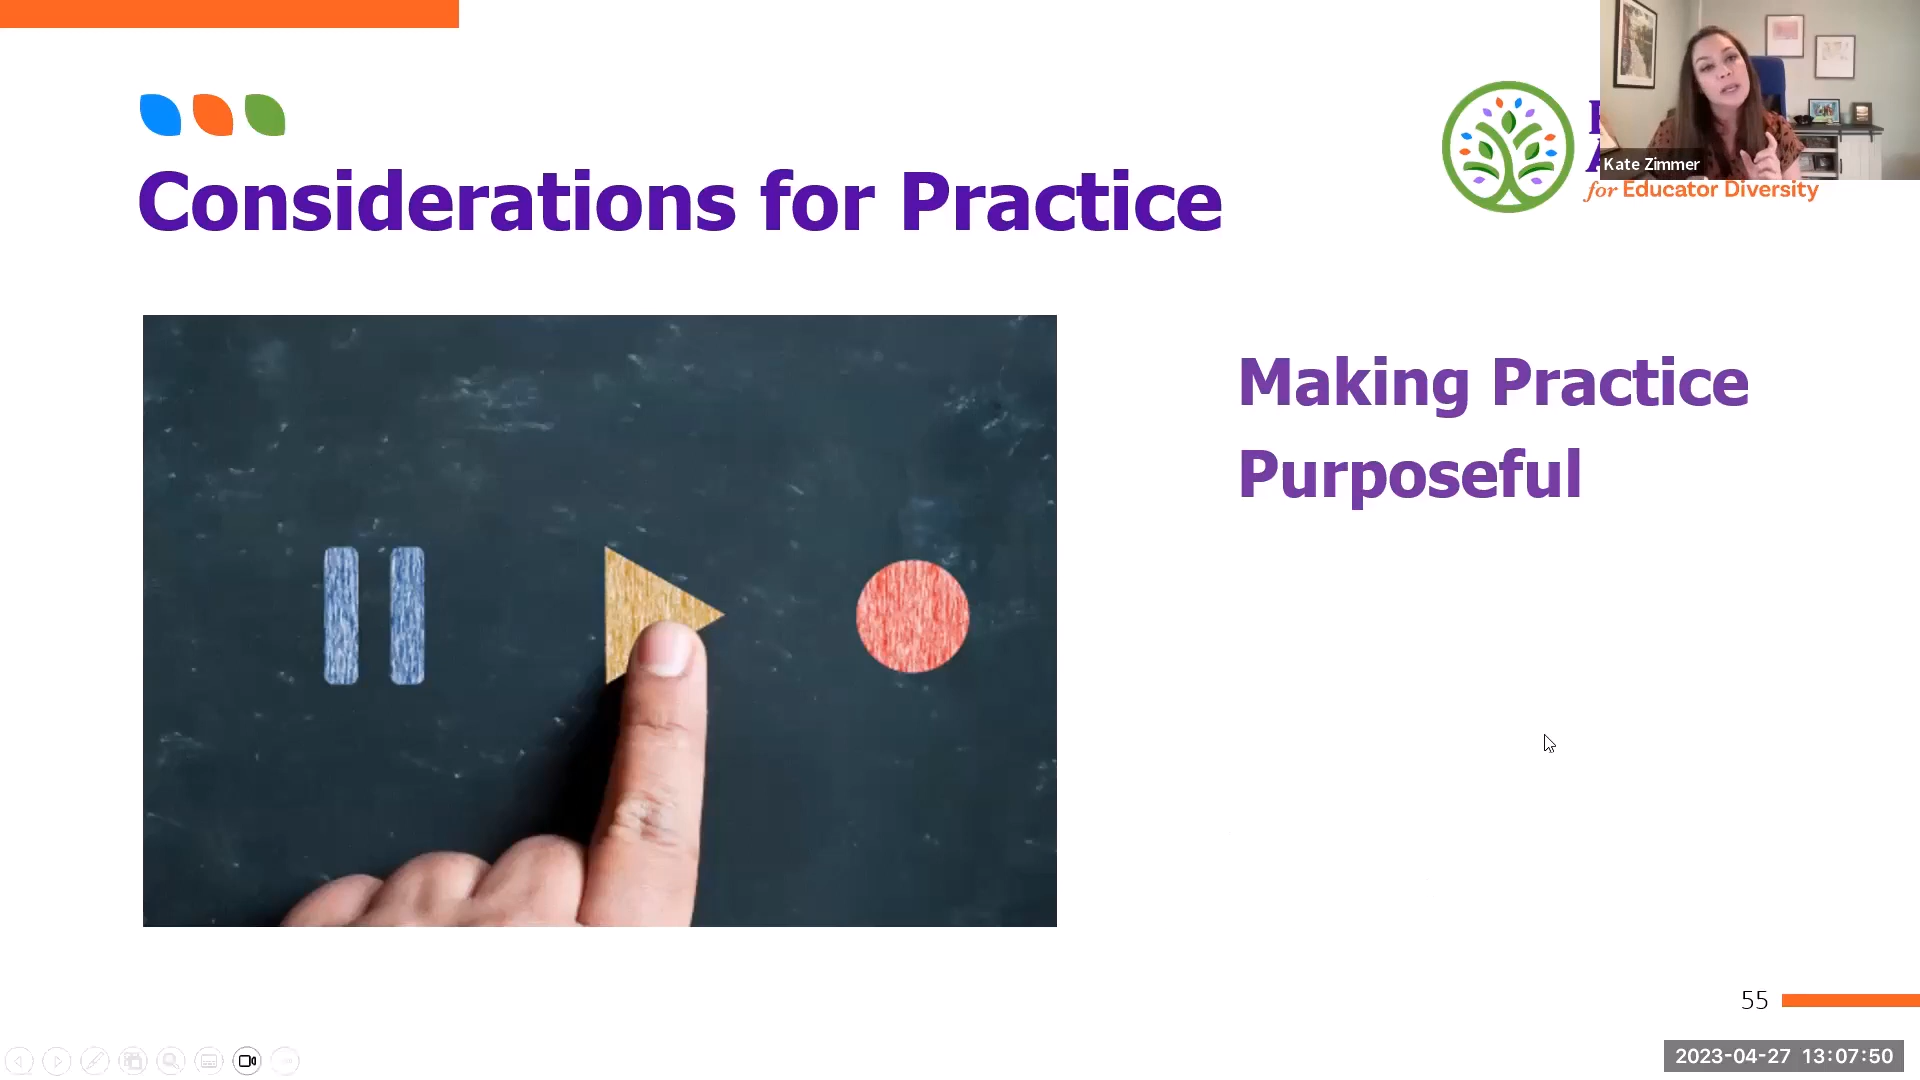 Considerations for Practice
Kate Zimmer
for Educator Diversity
Making Practice
Purposeful
55
2023-04-27 13:07:50